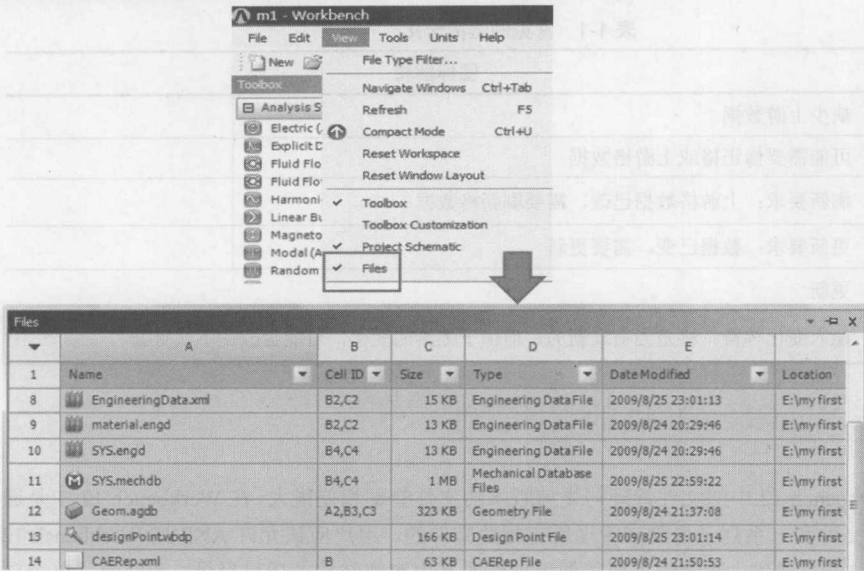 m1 - Workbench
File Edit View Tools Units Help
New
File Type Filter...
Toolbox
Navigate Windows Ctrl+Tab
Analysis S
Refresh F5
Electric (
Compact Mode Ctrl+U
Explicit D
Reset Workspace
Fluid Flo
Reset Window Layout
Fluid Flo
Harmoni
Toolbox
Linear Bu
Toolbox Customization
Magneto
Project Schematic
Modal (A
Files
Random
Files
A B C D E
1 Name Cell ID Size Type Date Modified Location
8 EngineeringData.xml B2,C2 15 KB Engineering Data File 2009/8/25 23:01:13 E:\my first
9 material.engd B2,C2 13 KB Engineering Data File 2009/8/24 20:29:46 E:\my first
10 SYS.engd B4,C4 13 KB Engineering Data File 2009/8/24 20:29:46 E:\my first
11 SYS.mechdb B4,C4 1 MB Mechanical Database Files 2009/8/25 22:59:22 E:\my first
12 Geom.agdb A2,B3,C3 323 KB Geometry File 2009/8/24 21:37:08 E:\my first
13 designPoint.wbdp 166 KB Design Point File 2009/8/25 23:01:14 E:\my first
14 CAERep.xml B 63 KB CAERep File 2009/8/24 21:50:53 E:\my first